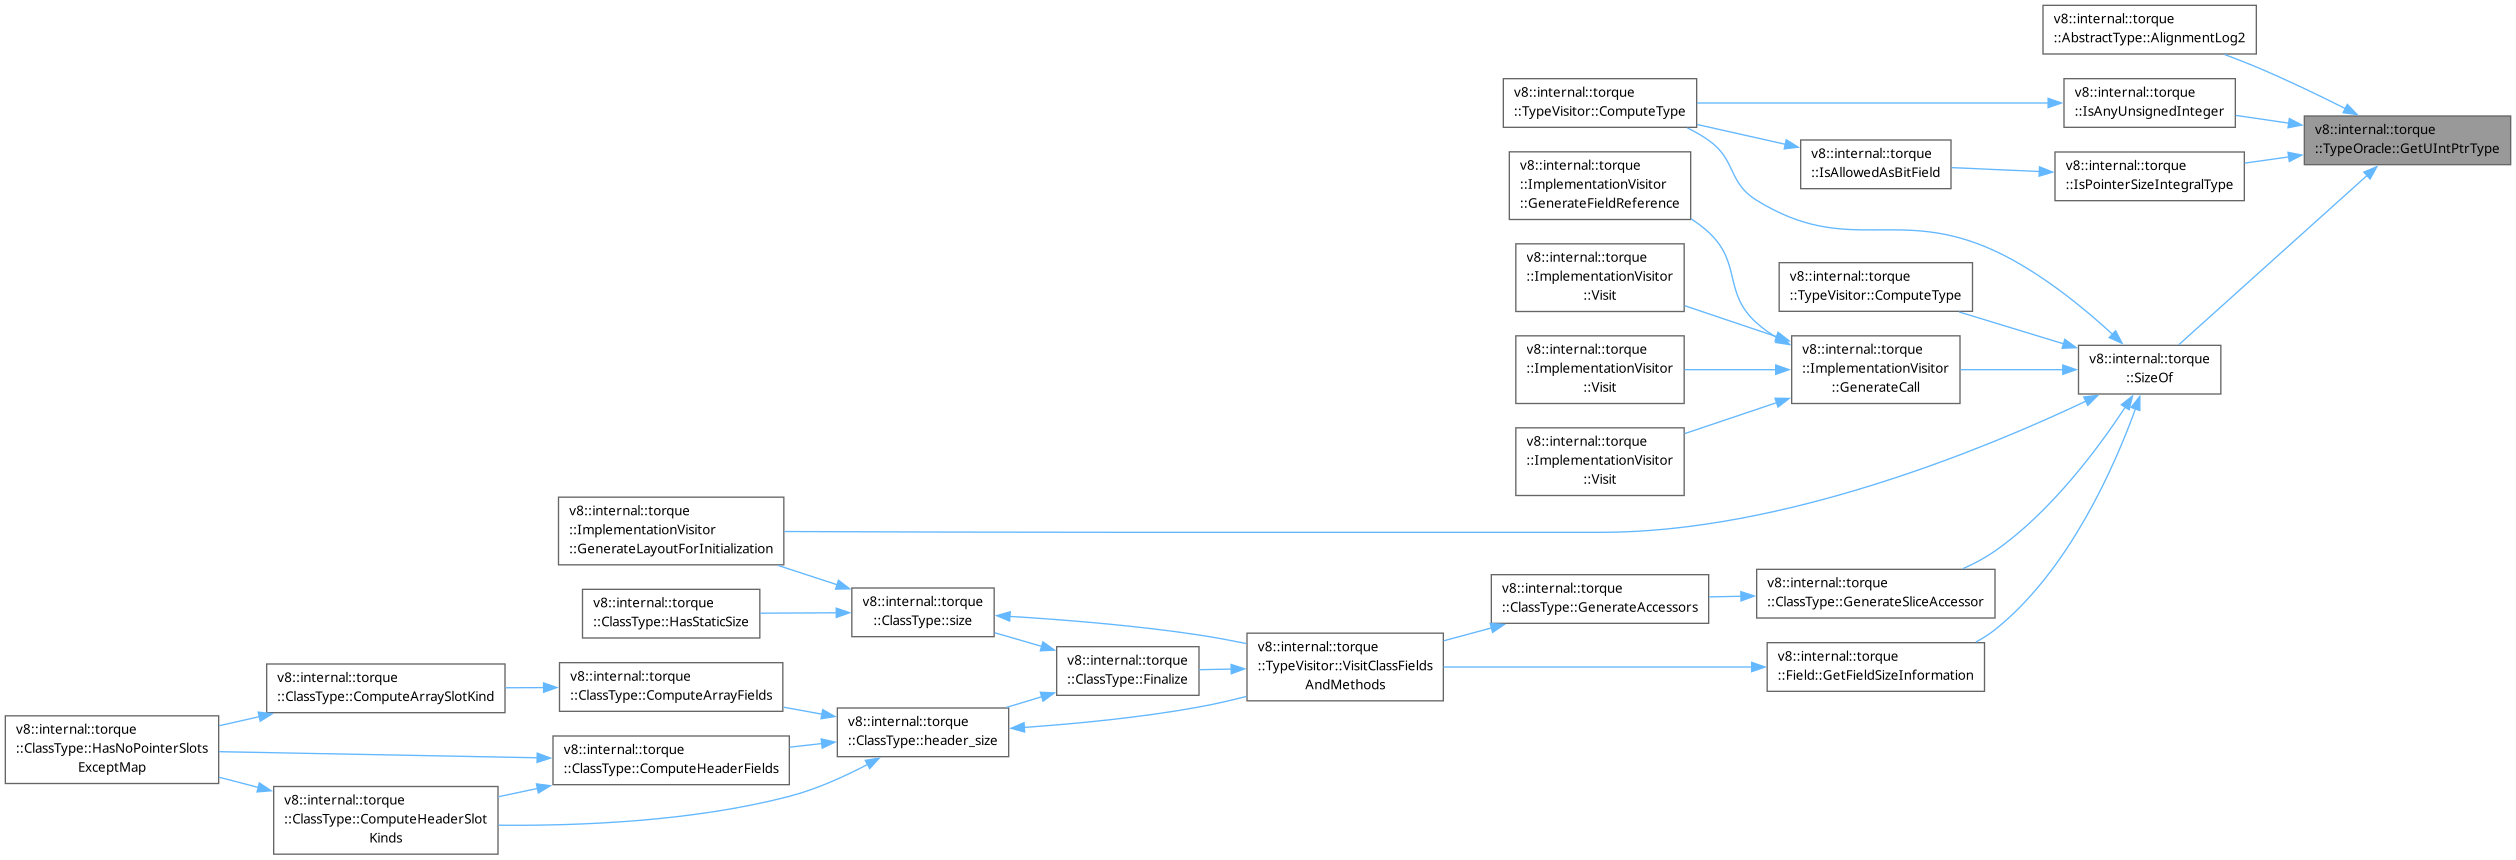 v8::internal::torque
::AbstractType::AlignmentLog2
v8::internal::torque
::TypeVisitor::ComputeType
v8::internal::torque
::IsAnyUnsignedInteger
v8::internal::torque
::TypeOracle::GetUIntPtrType
v8::internal::torque
::IsAllowedAsBitField
v8::internal::torque
::IsPointerSizeIntegralType
v8::internal::torque
::ImplementationVisitor
::GenerateFieldReference
v8::internal::torque
::ImplementationVisitor
::Visit
v8::internal::torque
::TypeVisitor::ComputeType
v8::internal::torque
::ImplementationVisitor
::Visit
v8::internal::torque
::ImplementationVisitor
::GenerateCall
v8::internal::torque
::SizeOf
v8::internal::torque
::ImplementationVisitor
::Visit
v8::internal::torque
::ImplementationVisitor
::GenerateLayoutForInitialization
v8::internal::torque
::ClassType::GenerateSliceAccessor
v8::internal::torque
::ClassType::GenerateAccessors
v8::internal::torque
::ClassType::size
v8::internal::torque
::ClassType::HasStaticSize
v8::internal::torque
::TypeVisitor::VisitClassFields
AndMethods
v8::internal::torque
::Field::GetFieldSizeInformation
v8::internal::torque
::ClassType::Finalize
v8::internal::torque
::ClassType::ComputeArrayFields
v8::internal::torque
::ClassType::ComputeArraySlotKind
v8::internal::torque
::ClassType::header_size
v8::internal::torque
::ClassType::HasNoPointerSlots
ExceptMap
v8::internal::torque
::ClassType::ComputeHeaderFields
v8::internal::torque
::ClassType::ComputeHeaderSlot
Kinds